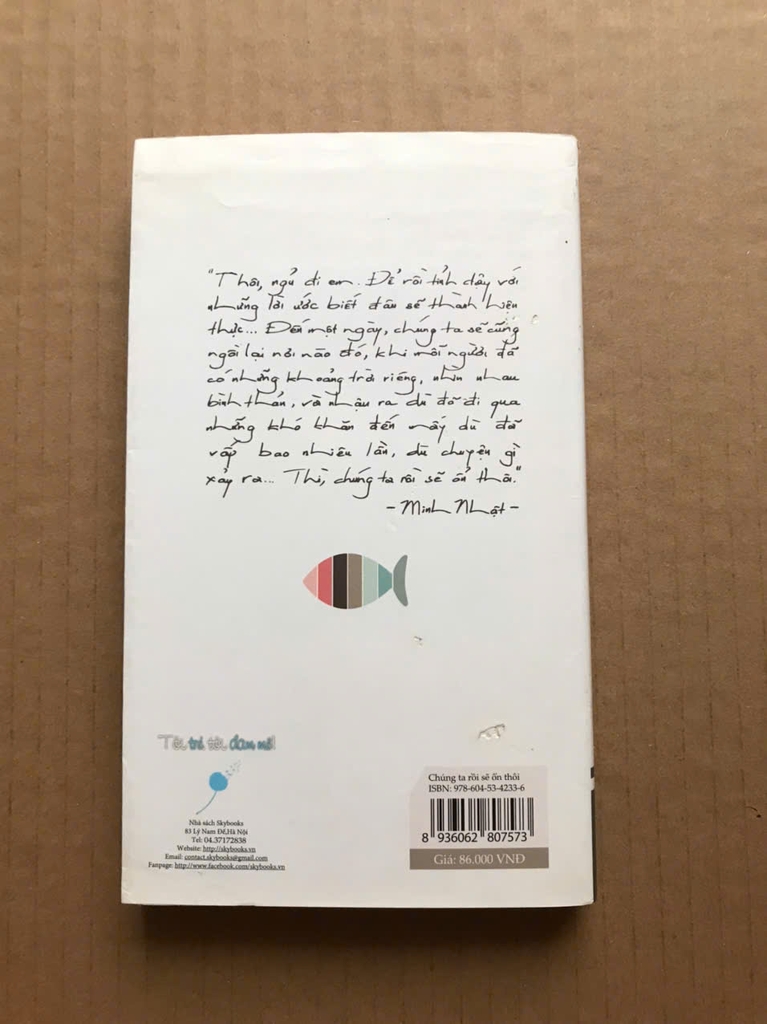 "Thôi, ngủ đi em. Để rồi tỉnh dậy với
những lời ước biết đâu sẽ thành hiện
thực... Đến một ngày, chúng ta sẽ cùng
ngồi lại nơi nào đó, khi mỗi người đã
có những khoảng trời riêng, nhìn nhau
bình thản, và nhận ra dù đã đi qua
những khó khăn đến mấy dù đã
vấp bao nhiêu lần, dù chuyện gì
xảy ra... Thì, chúng ta rồi sẽ ổn thôi."
- Minh Nhật -
Tôi trẻ, tôi đam mê!
Nhà sách Skybooks
83 Lý Nam Đế, Hà Nội
Tel: 04.37172838
Website: http://skybooks.vn
Email: contact.skybooks@gmail.com
Fanpage: http://www.facebook.com/skybooks.vn
Chúng ta rồi sẽ ổn thôi
ISBN: 978-604-53-4233-6
8 936062 807573
Giá: 86.000 VNĐ